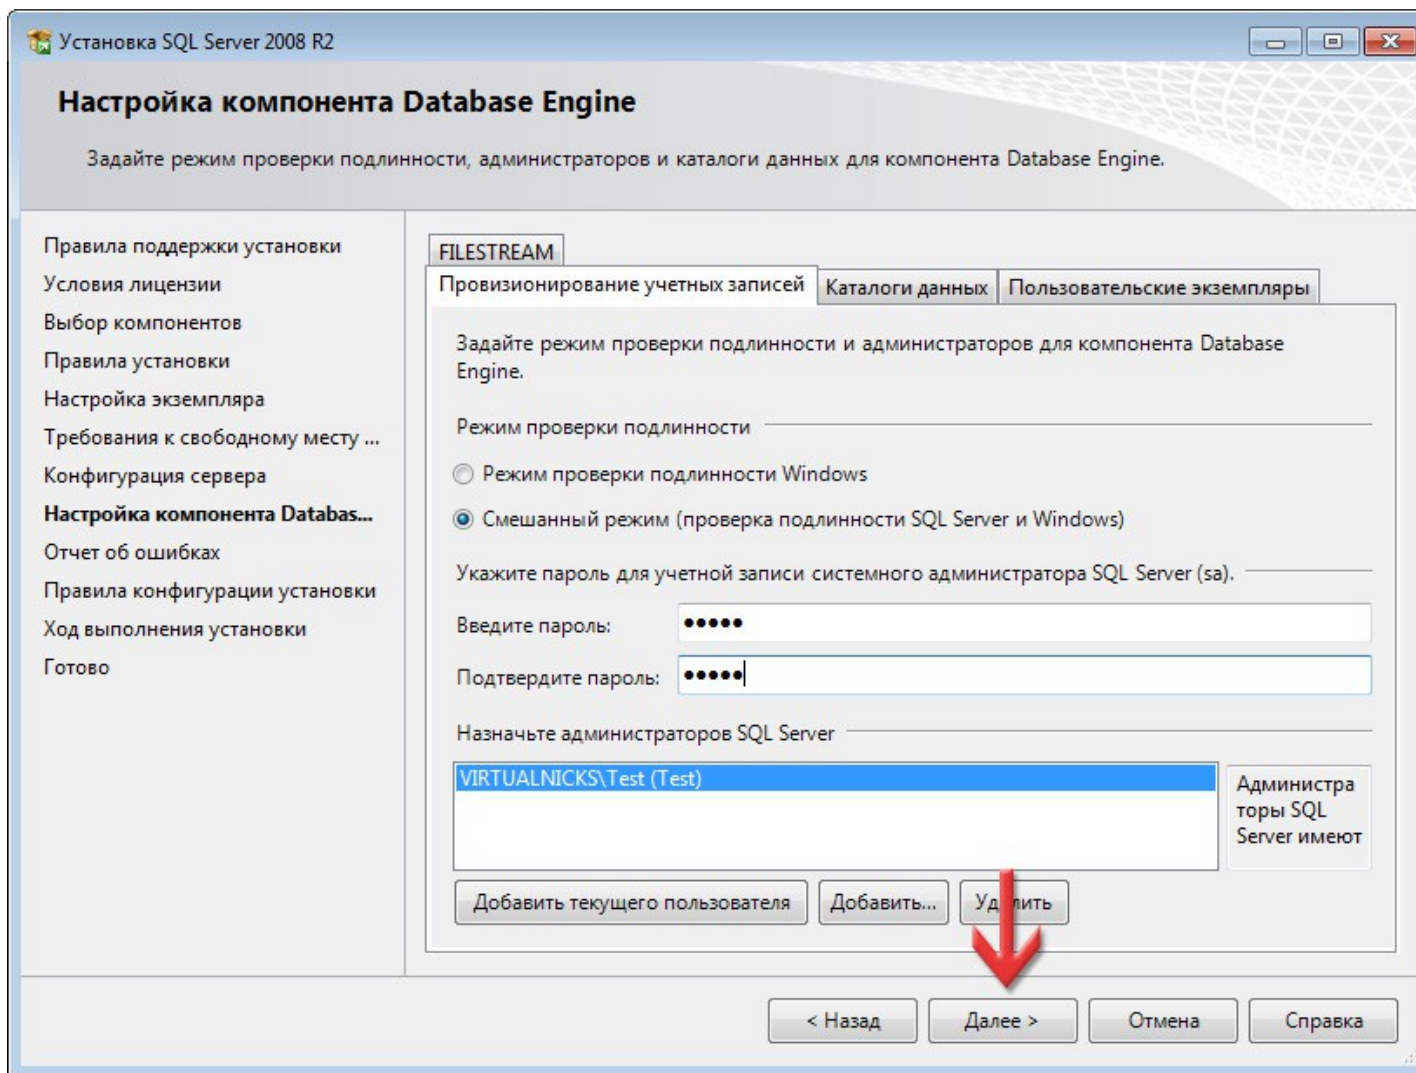 Установка SQL Server 2008 R2
Настройка компонента Database Engine
Задайте режим проверки подлинности, администраторов и каталоги данных для компонента Database Engine.
Правила поддержки установки
Условия лицензии
Выбор компонентов
Правила установки
Настройка экземпляра
Требования к свободному месту ...
Конфигурация сервера
Настройка компонента Databas...
Отчет об ошибках
Правила конфигурации установки
Ход выполнения установки
Готово
FILESTREAM
Провизионирование учетных записей Каталоги данных Пользовательские экземпляры
Задайте режим проверки подлинности и администраторов для компонента Database
Engine.
Режим проверки подлинности
Режим проверки подлинности Windows
Смешанный режим (проверка подлинности SQL Server и Windows)
Укажите пароль для учетной записи системного администратора SQL Server (sa).
Введите пароль: •••••
Подтвердите пароль: •••••
Назначьте администраторов SQL Server
VIRTUALNICKS\Test (Test)
Администра
торы SQL
Server имеют
Добавить текущего пользователя Добавить... Удалить
< Назад Далее > Отмена Справка